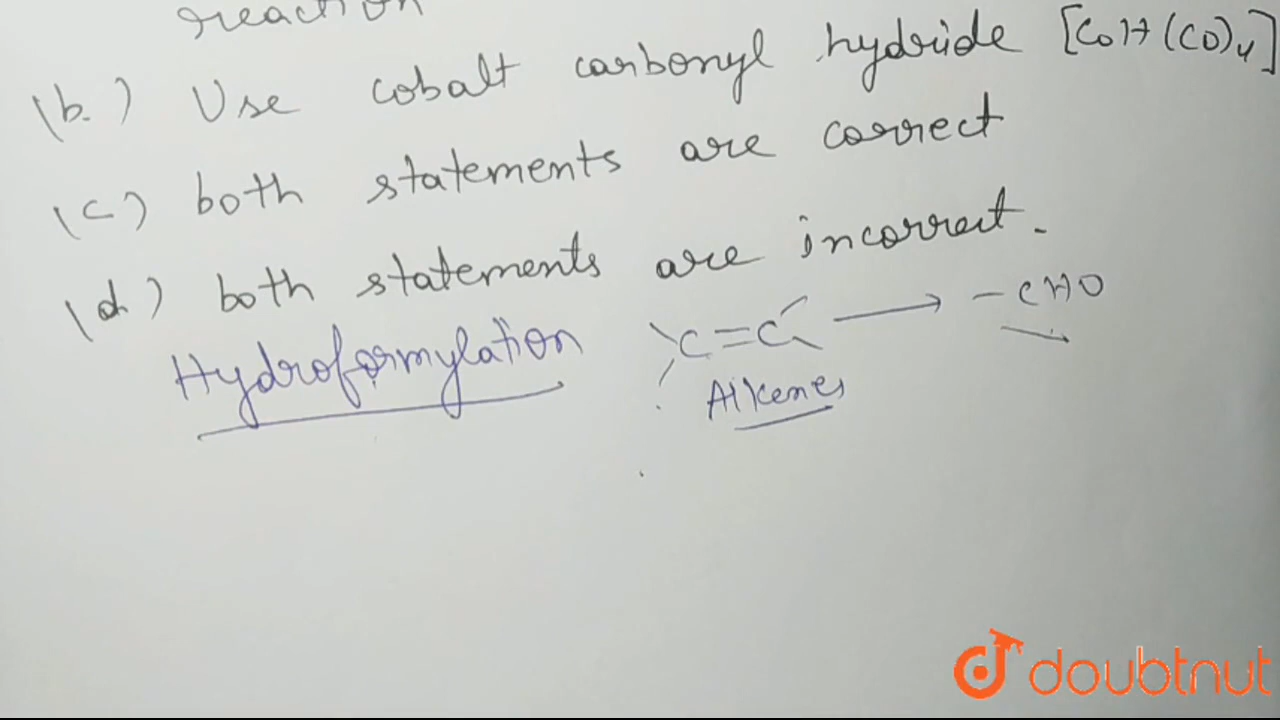 reaction
(b.) Use cobalt carbonyl hydride [CoH(CO)4]
(c) both statements are correct
(d.) both statements are incorrect.
Hydroformylation C=C → -CHO
Alkenes
doubtnut